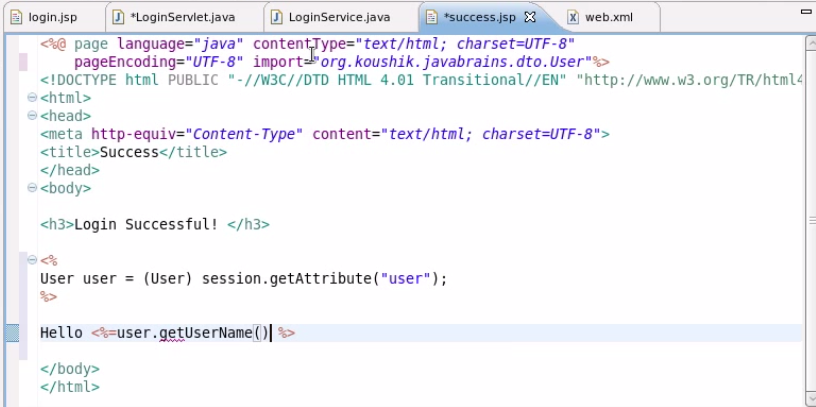 login.jsp *LoginServlet.java LoginService.java *success.jsp web.xml
<%@ page language="java" contentType="text/html; charset=UTF-8"
    pageEncoding="UTF-8" import="org.koushik.javabrains.dto.User"%>
<!DOCTYPE html PUBLIC "-//W3C//DTD HTML 4.01 Transitional//EN" "http://www.w3.org/TR/html4
<html>
<head>
<meta http-equiv="Content-Type" content="text/html; charset=UTF-8">
<title>Success</title>
</head>
<body>
<h3>Login Successful! </h3>
<%
User user = (User) session.getAttribute("user");
%>
Hello <%=user.getUserName() %>
</body>
</html>